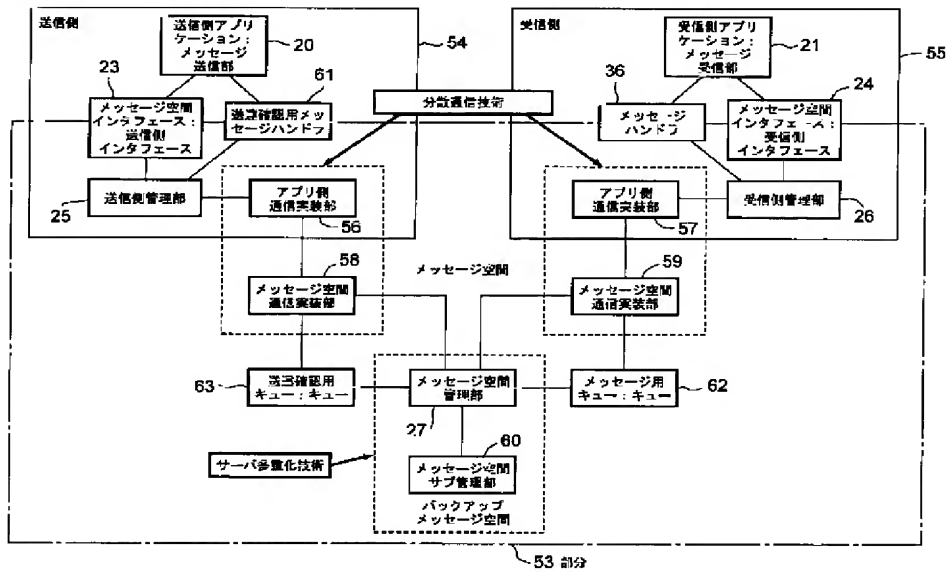 送信側
送信側アプリ
ケーション:
メッセージ
送信部
20
54
23
61
メッセージ空間
インタフェース:
送信側
インタフェース
送達確認用メッ
セージハンドラ
25
送信側管理部
受信側
受信側アプリ
ケーション:
メッセージ
受信部
21
55
36
24
メッセージ
ハンドラ
メッセージ空間
インタフェース:
受信側
インタフェース
受信側管理部
26
分散通信技術
アプリ側
通信実装部
56
アプリ側
通信実装部
57
58
メッセージ空間
通信実装部
メッセージ空間
59
メッセージ空間
通信実装部
63
送達確認用
キュー:キュー
メッセージ空間
管理部
27
メッセージ用
キュー:キュー
62
60
サーバ多重化技術
メッセージ空間
サブ管理部
バックアップ
メッセージ空間
53 部分